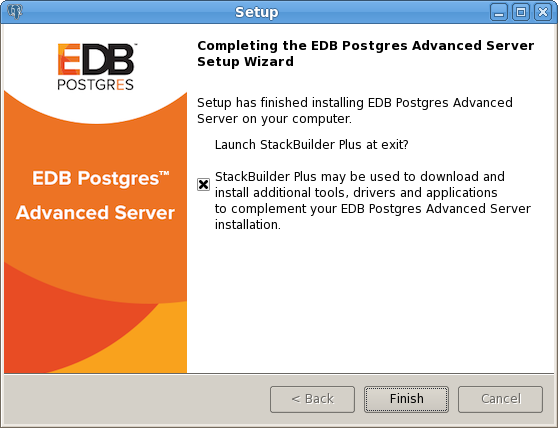 Setup
EDB
POSTGRES
EDB Postgres™
Advanced Server
Completing the EDB Postgres Advanced Server
Setup Wizard
Setup has finished installing EDB Postgres Advanced
Server on your computer.
Launch StackBuilder Plus at exit?
StackBuilder Plus may be used to download and
install additional tools, drivers and applications
to complement your EDB Postgres Advanced Server
installation.
< Back
Finish
Cancel